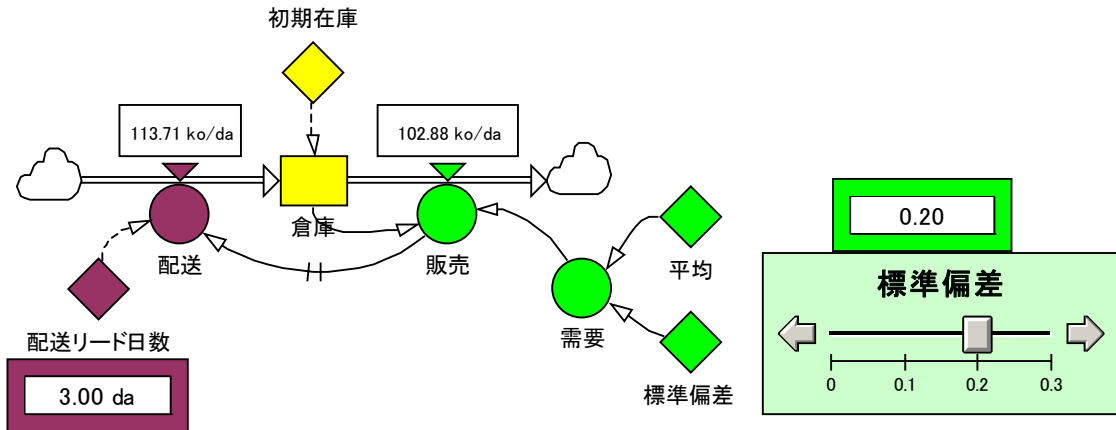 初期在庫
113.71 ko/da
102.88 ko/da
倉庫
配送
販売
平均
需要
配送リード日数
3.00 da
標準偏差
0.20
標準偏差
0 0.1 0.2 0.3